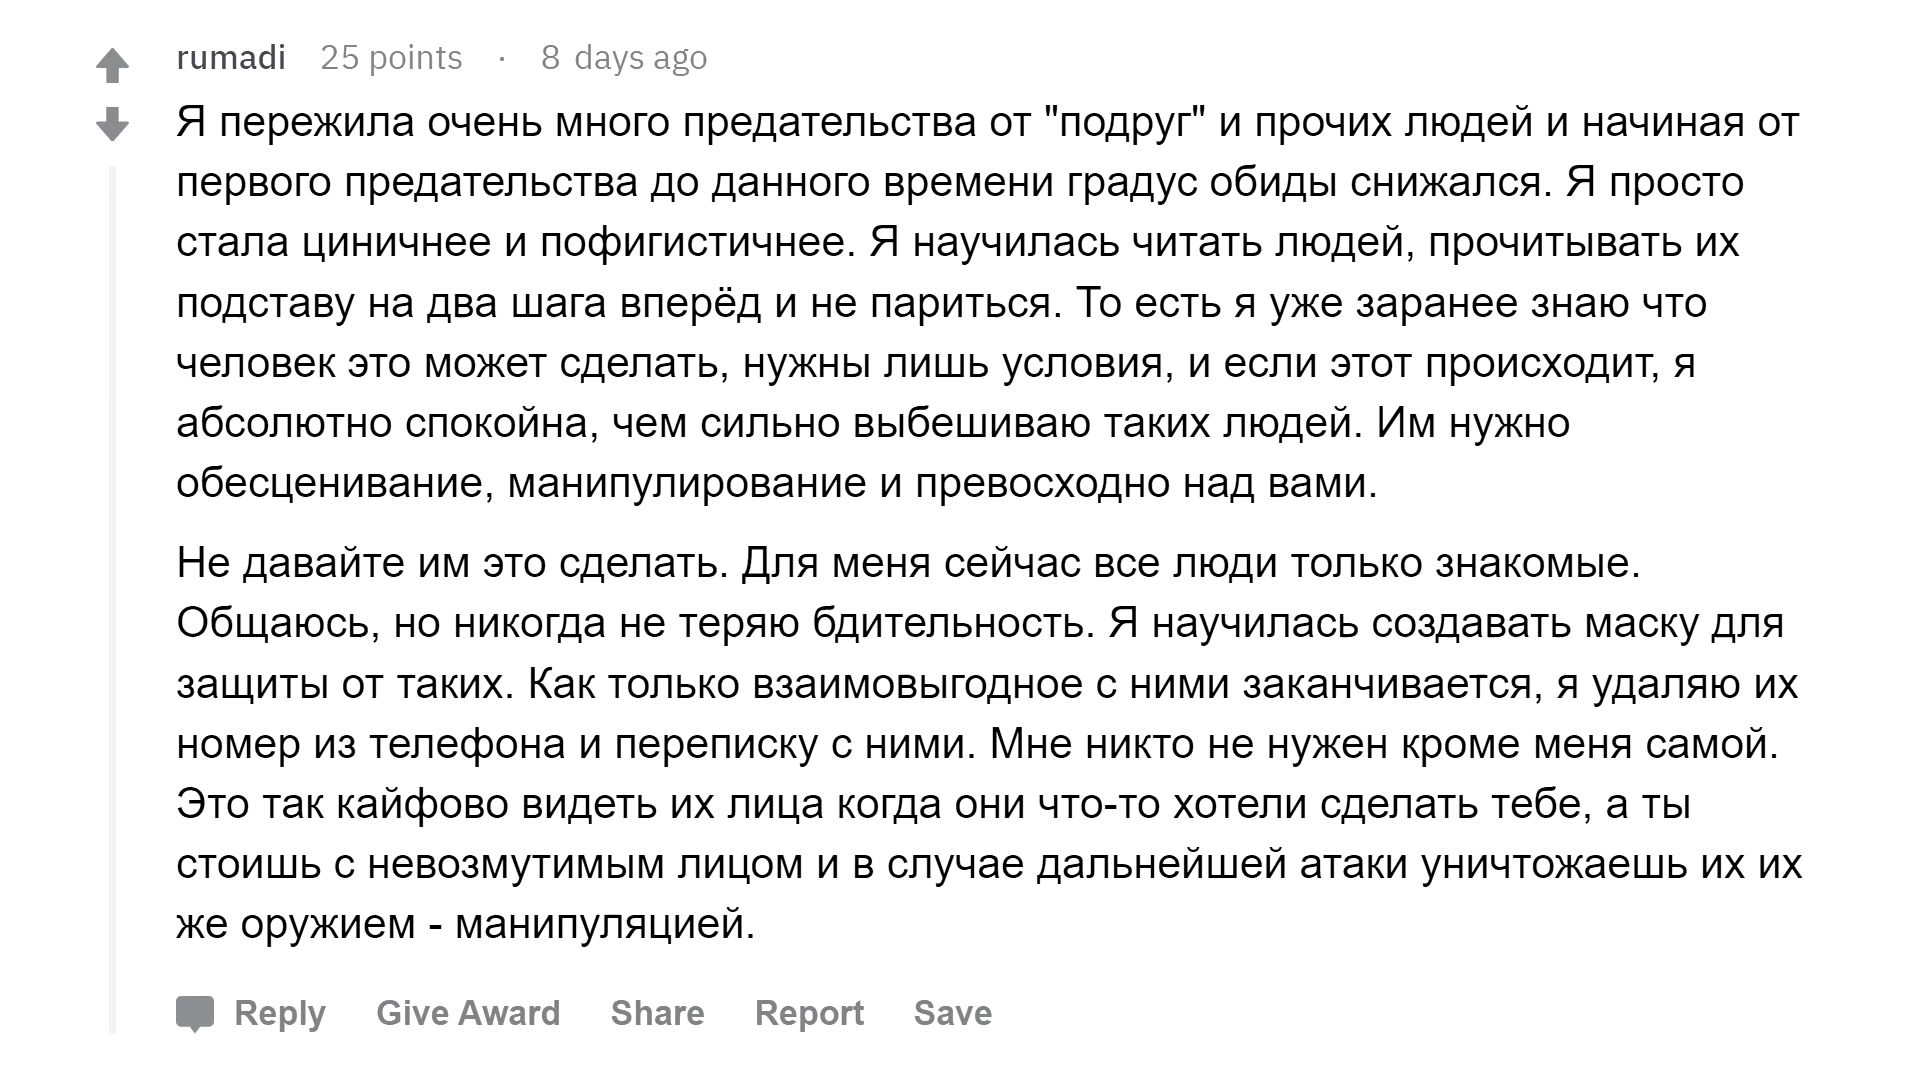 rumadi 25 points · 8 days ago
Я пережила очень много предательства от "подруг" и прочих людей и начиная от
первого предательства до данного времени градус обиды снижался. Я просто
стала циничнее и пофигистичнее. Я научилась читать людей, прочитывать их
подставу на два шага вперёд и не париться. То есть я уже заранее знаю что
человек это может сделать, нужны лишь условия, и если этот происходит, я
абсолютно спокойна, чем сильно выбешиваю таких людей. Им нужно
обесценивание, манипулирование и превосходно над вами.
Не давайте им это сделать. Для меня сейчас все люди только знакомые.
Общаюсь, но никогда не теряю бдительность. Я научилась создавать маску для
защиты от таких. Как только взаимовыгодное с ними заканчивается, я удаляю их
номер из телефона и переписку с ними. Мне никто не нужен кроме меня самой.
Это так кайфово видеть их лица когда они что-то хотели сделать тебе, а ты
стоишь с невозмутимым лицом и в случае дальнейшей атаки уничтожаешь их их
же оружием - манипуляцией.
Reply Give Award Share Report Save